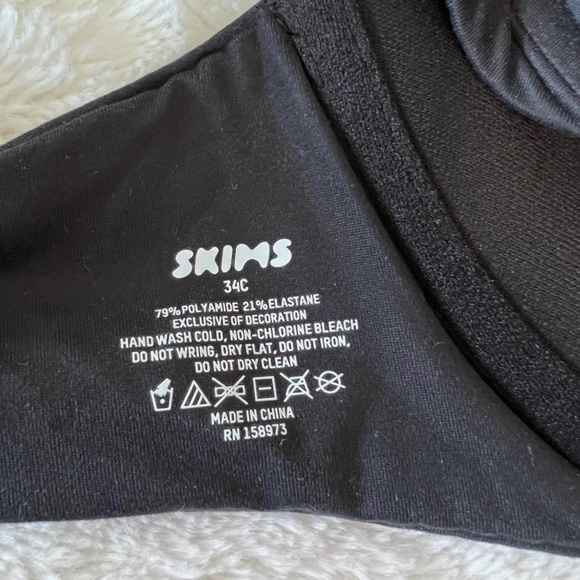 SKIMS
34C
79% POLYAMIDE 21% ELASTANE
EXCLUSIVE OF DECORATION
HAND WASH COLD, NON-CHLORINE BLEACH
DO NOT WRING, DRY FLAT, DO NOT IRON,
DO NOT DRY CLEAN
MADE IN CHINA
RN 158973